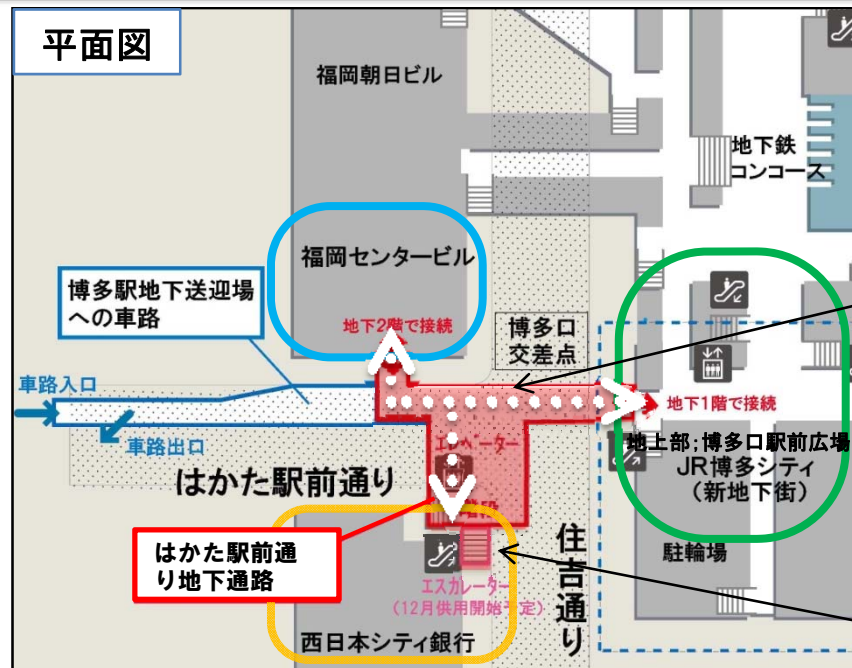 平面図
福岡朝日ビル
地下鉄
コンコース
福岡センタービル
博多駅地下送迎場
への車路
地下2階で接続
博多口
交差点
車路入口
地下1階で接続
車路出口
エレベーター
地上部;博多口駅前広場
JR博多シティ
(新地下街)
はかた駅前通り
階段
はかた駅前通
り地下通路
住吉通り
駐輪場
エスカレーター
(12月供用開始予定)
西日本シティ銀行